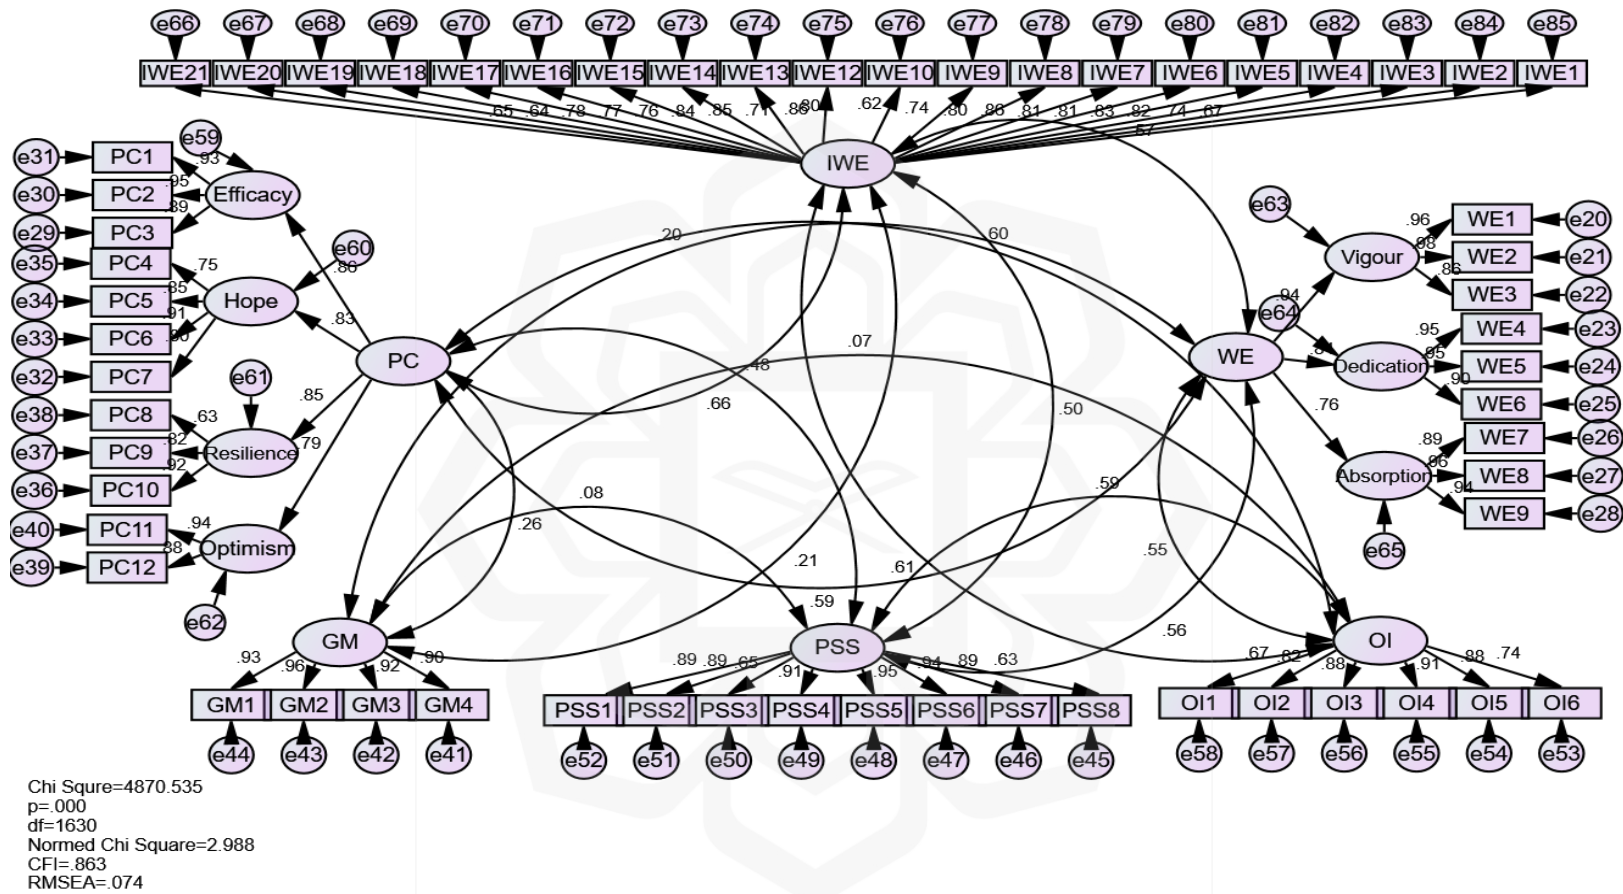 e66 e67 e68 e69 e70 e71 e72 e73 e74 e75 e76 e77 e78 e79 e80 e81 e82 e83 e84 e85
IWE21 IWE20 IWE19 IWE18 IWE17 IWE16 IWE15 IWE14 IWE13 IWE12 IWE10 IWE9 IWE8 IWE7 IWE6 IWE5 IWE4 IWE3 IWE2 IWE1
.65 .64 .78 .77 .76 .84 .85 .71 .86 .80 .62 .74 .80 .86 .81 .81 .83 .82 .74 .67
.57
IWE
e59
e31 PC1 .93
e30 PC2 .95 Efficacy
e29 PC3 .89
e35 PC4 .75 e60
.86
e34 PC5 .85 Hope
e33 PC6 .91 .83
e32 PC7 .80
PC
e61
e38 PC8 .63 .85
e37 PC9 .82 Resilience .79
e36 PC10 .92
e40 PC11 .94
Optimism
e39 PC12 .88
e62
.20 .60
.07
.48
.66 .50
.08 .59
.26
.21 .61 .55
.59
.56
e63
.96 WE1 e20
Vigour .98 WE2 e21
.86 WE3 e22
.94
e64
WE
.95 WE4 e23
Dedication .95 WE5 e24
.90 WE6 e25
.76
.89 WE7 e26
Absorption .96 WE8 e27
.94 WE9 e28
e65
GM
.93 .96 .92 .90
GM1 GM2 GM3 GM4
e44 e43 e42 e41
PSS
.89 .89 .65 .91 .95 .94 .89 .63
PSS1 PSS2 PSS3 PSS4 PSS5 PSS6 PSS7 PSS8
e52 e51 e50 e49 e48 e47 e46 e45
OI
.67 .82 .88 .91 .88 .74
OI1 OI2 OI3 OI4 OI5 OI6
e58 e57 e56 e55 e54 e53
Chi Squre=4870.535
p=.000
df=1630
Normed Chi Square=2.988
CFI=.863
RMSEA=.074